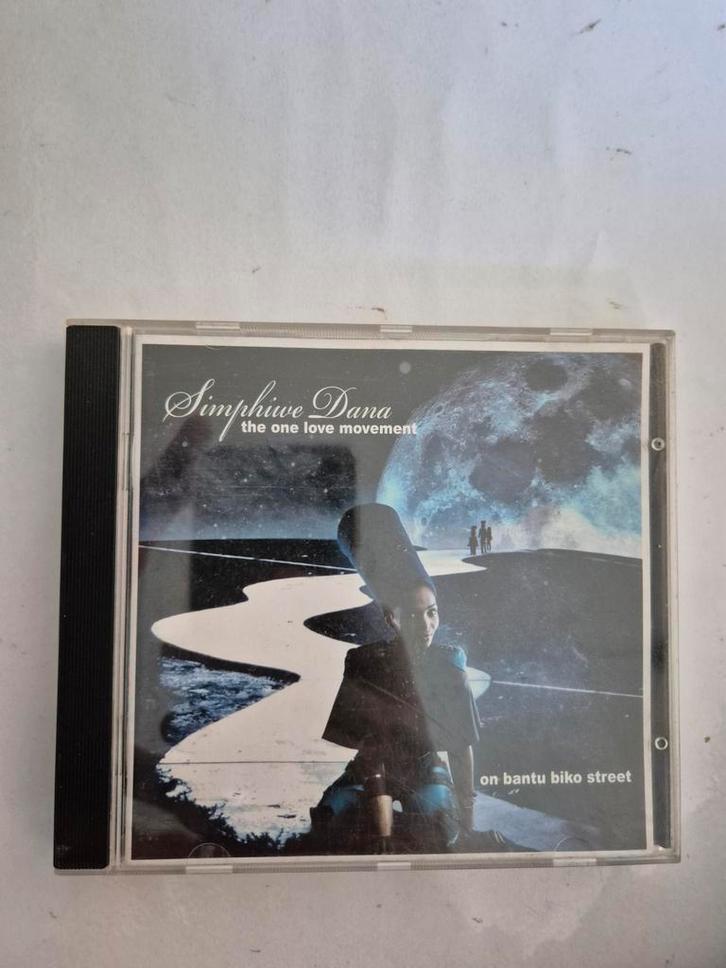 Simphiwe Dana
the one love movement
on bantu biko street